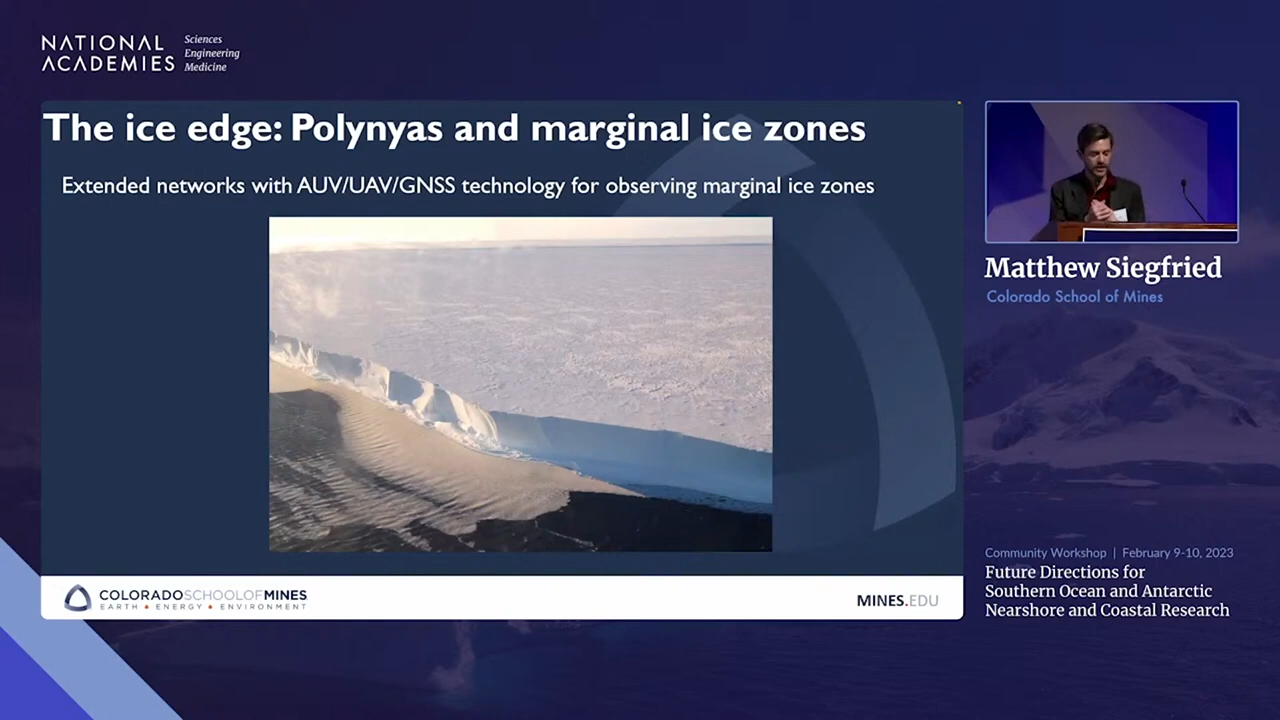 NATIONAL
ACADEMIES
Sciences
Engineering
Medicine
The ice edge: Polynyas and marginal ice zones
Extended networks with AUV/UAV/GNSS technology for observing marginal ice zones
COLORADOSCHOOLOFMINES
EARTH • ENERGY • ENVIRONMENT
MINES.EDU
Matthew Siegfried
Colorado School of Mines
Community Workshop | February 9-10, 2023
Future Directions for
Southern Ocean and Antarctic
Nearshore and Coastal Research